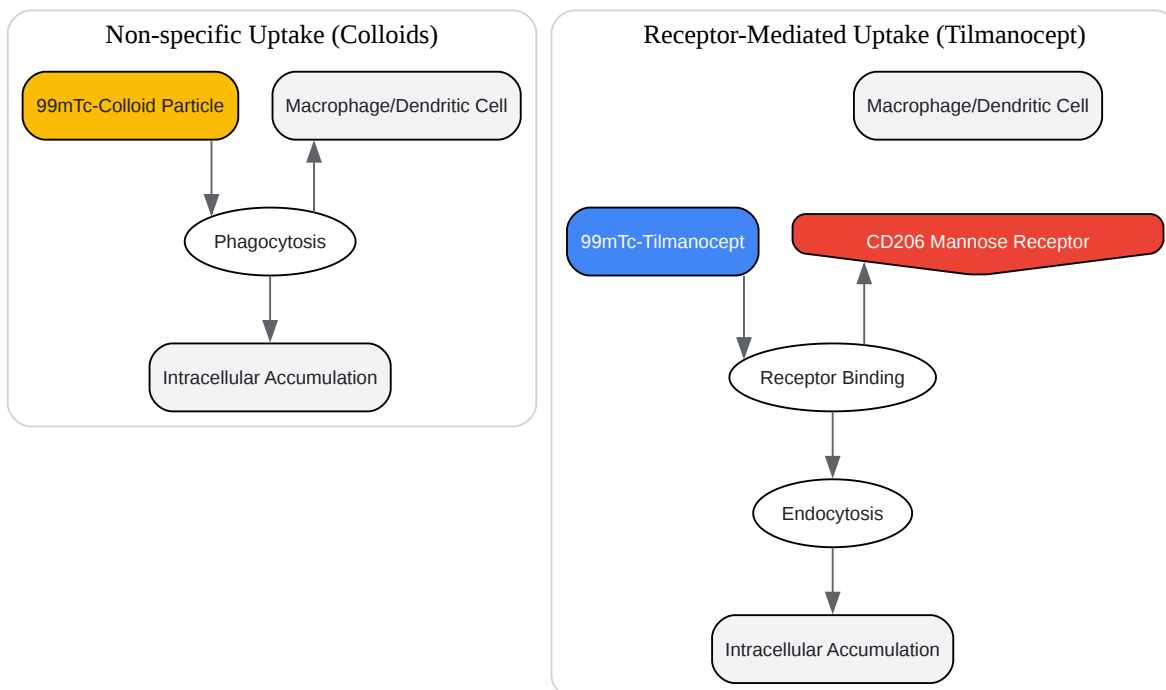 Non-specific Uptake (Colloids)
99mTc-Colloid Particle
Macrophage/Dendritic Cell
Phagocytosis
Intracellular Accumulation
Receptor-Mediated Uptake (Tilmanocept)
Macrophage/Dendritic Cell
99mTc-Tilmanocept
CD206 Mannose Receptor
Receptor Binding
Endocytosis
Intracellular Accumulation